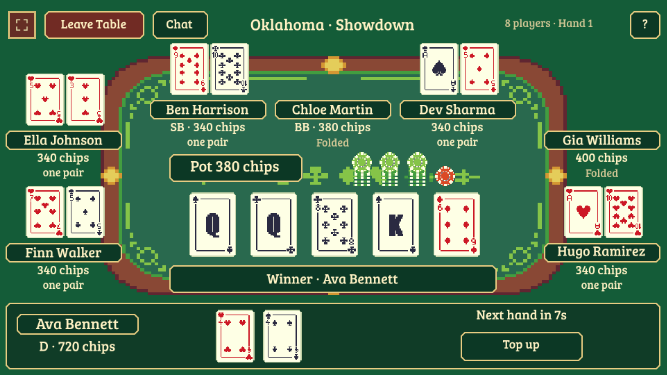 Leave Table
Chat
Oklahoma · Showdown
8 players · Hand 1
?
Ben Harrison
SB · 340 chips
one pair
Chloe Martin
BB · 380 chips
Folded
Dev Sharma
340 chips
one pair
Ella Johnson
340 chips
one pair
Gia Williams
400 chips
Folded
Pot 380 chips
Q
Q
K
Finn Walker
340 chips
one pair
Hugo Ramirez
340 chips
one pair
Winner · Ava Bennett
Ava Bennett
D · 720 chips
Next hand in 7s
Top up